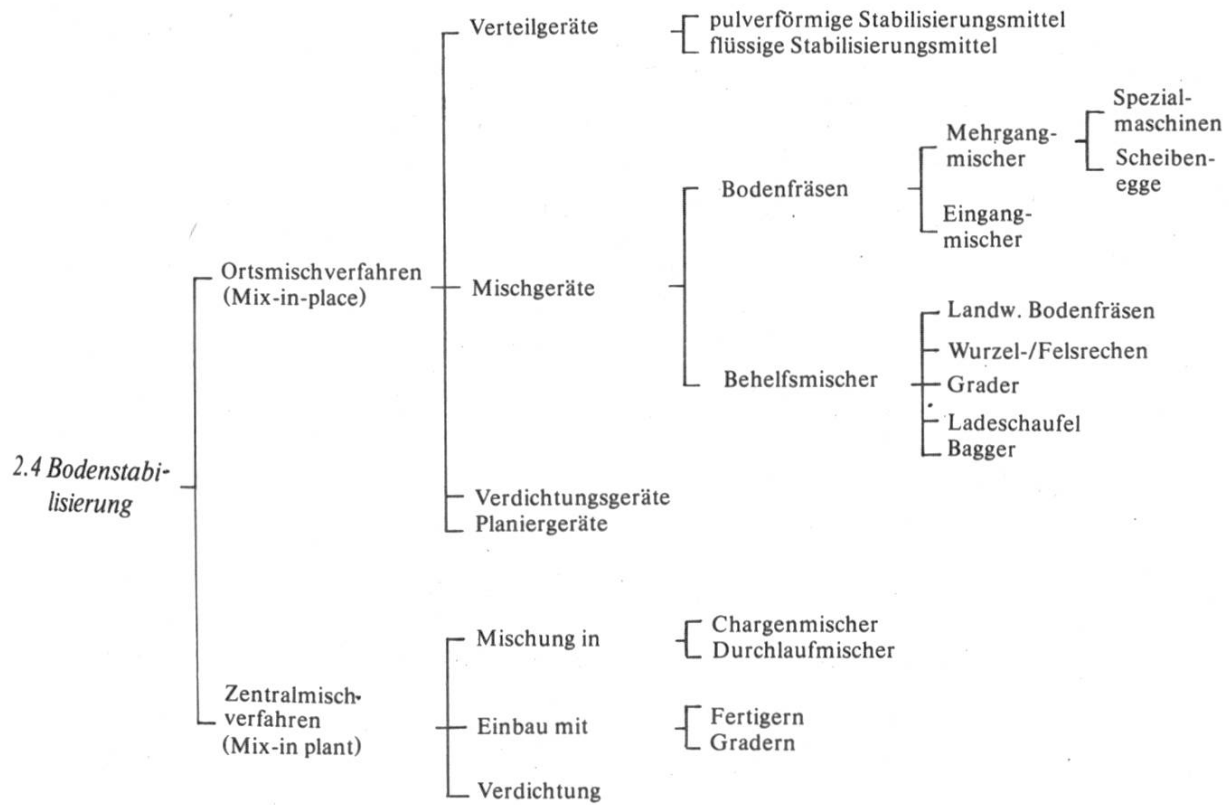 Verteilgeräte
pulverförmige Stabilisierungsmittel
flüssige Stabilisierungsmittel
Spezial-
maschinen
Mehrgang-
mischer
Scheiben-
egge
Bodenfräsen
Eingang-
mischer
Ortsmischverfahren
(Mix-in-place)
Mischgeräte
Landw. Bodenfräsen
Wurzel-/Felsrechen
Behelfsmischer
Grader
Ladeschaufel
Bagger
2.4 Bodenstabi-
lisierung
Verdichtungsgeräte
Planiergeräte
Mischung in
Chargenmischer
Durchlaufmischer
Zentralmisch-
verfahren
(Mix-in plant)
Einbau mit
Fertigern
Gradern
Verdichtung